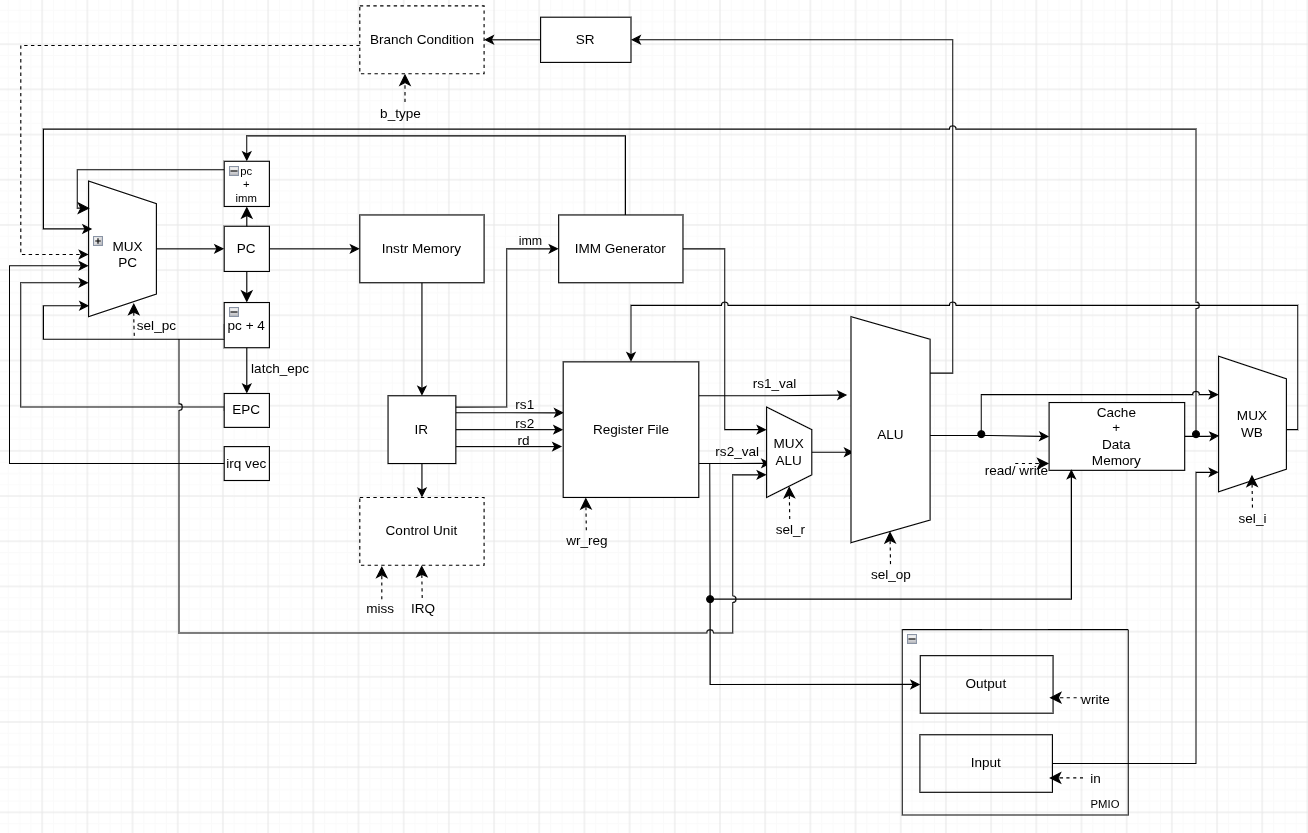 Branch Condition
SR
b_type
pc
+
imm
MUX
PC
PC
Instr Memory
imm
IMM Generator
sel_pc
pc + 4
latch_epc
EPC
irq vec
IR
rs1
rs2
rd
Register File
rs1_val
rs2_val
MUX
ALU
ALU
Cache
+
Data
Memory
read/ write
MUX
WB
sel_i
Control Unit
wr_reg
sel_r
sel_op
miss
IRQ
Output
write
Input
in
PMIO